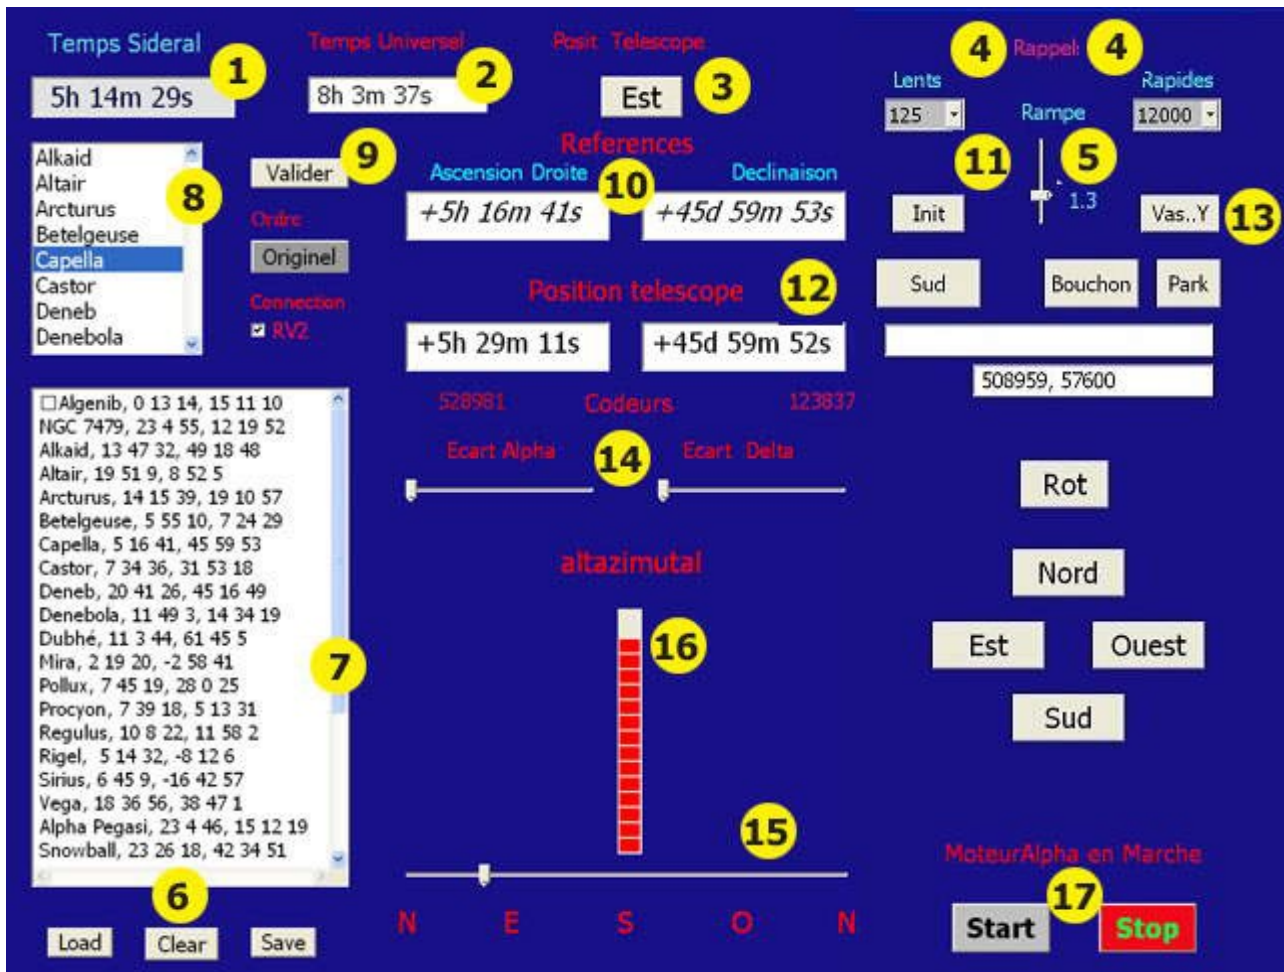 Temps Sideral
1
5h 14m 29s
Temps Universel
2
8h 3m 37s
Posit Telescope
3
Est
4
Rappel:
4
Lents
Rapides
125
Rampe
12000
5
1.3
11
Init
Vas..Y
13
Alkaid
Altair
Arcturus
Betelgeuse
Capella
Castor
Deneb
Denebola
8
9
Valider
Ordre
Originel
Connection
RV2
References
Ascension Droite
10
Declinaison
+5h 16m 41s
+45d 59m 53s
Position telescope
12
+5h 29m 11s
+45d 59m 52s
528981
Codeurs
123837
Ecart Alpha
14
Ecart Delta
Sud
Bouchon
Park
508959, 57600
Algenib, 0 13 14, 15 11 10
NGC 7479, 23 4 55, 12 19 52
Alkaid, 13 47 32, 49 18 48
Altair, 19 51 9, 8 52 5
Arcturus, 14 15 39, 19 10 57
Betelgeuse, 5 55 10, 7 24 29
Capella, 5 16 41, 45 59 53
Castor, 7 34 36, 31 53 18
Deneb, 20 41 26, 45 16 49
Denebola, 11 49 3, 14 34 19
Dubhé, 11 3 44, 61 45 5
Mira, 2 19 20, -2 58 41
Pollux, 7 45 19, 28 0 25
Procyon, 7 39 18, 5 13 31
Regulus, 10 8 22, 11 58 2
Rigel, 5 14 32, -8 12 6
Sirius, 6 45 9, -16 42 57
Vega, 18 36 56, 38 47 1
Alpha Pegasi, 23 4 46, 15 12 19
Snowball, 23 26 18, 42 34 51
7
6
Load
Clear
Save
altazimutal
16
15
N E S O N
Rot
Nord
Est
Ouest
Sud
MoteurAlpha en Marche
17
Start
Stop